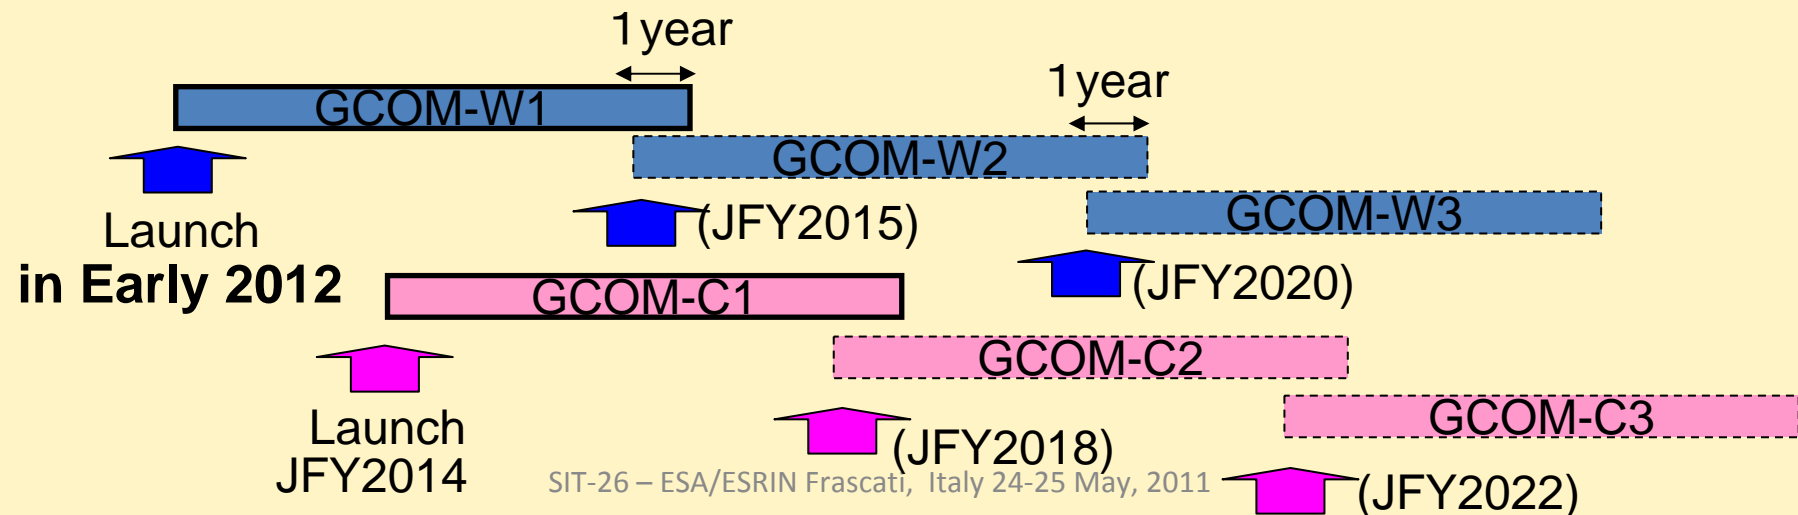 1year
1year
GCOM-W1
GCOM-W2
GCOM-W3
Launch
in Early 2012
(JFY2015)
(JFY2020)
GCOM-C1
GCOM-C2
GCOM-C3
Launch
JFY2014
(JFY2018)
(JFY2022)
SIT-26 – ESA/ESRIN Frascati, Italy 24-25 May, 2011